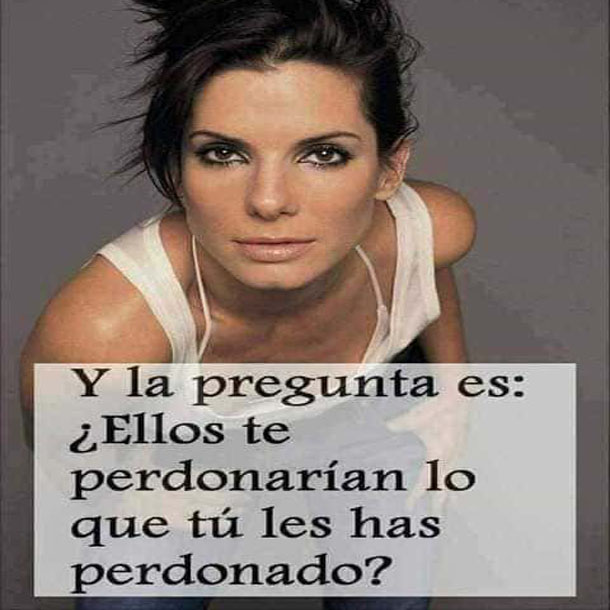 Y la pregunta es:
¿Ellos te
perdonarían lo
que tú les has
perdonado?